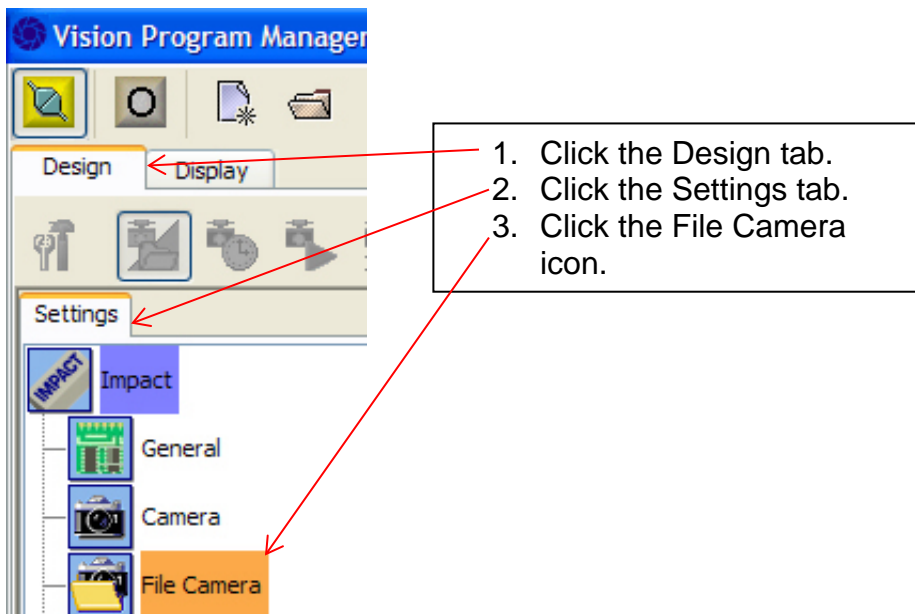 Vision Program Manager
O
Design
Display
1. Click the Design tab.
2. Click the Settings tab.
3. Click the File Camera
icon.
Settings
IMPACT
Impact
General
Camera
File Camera